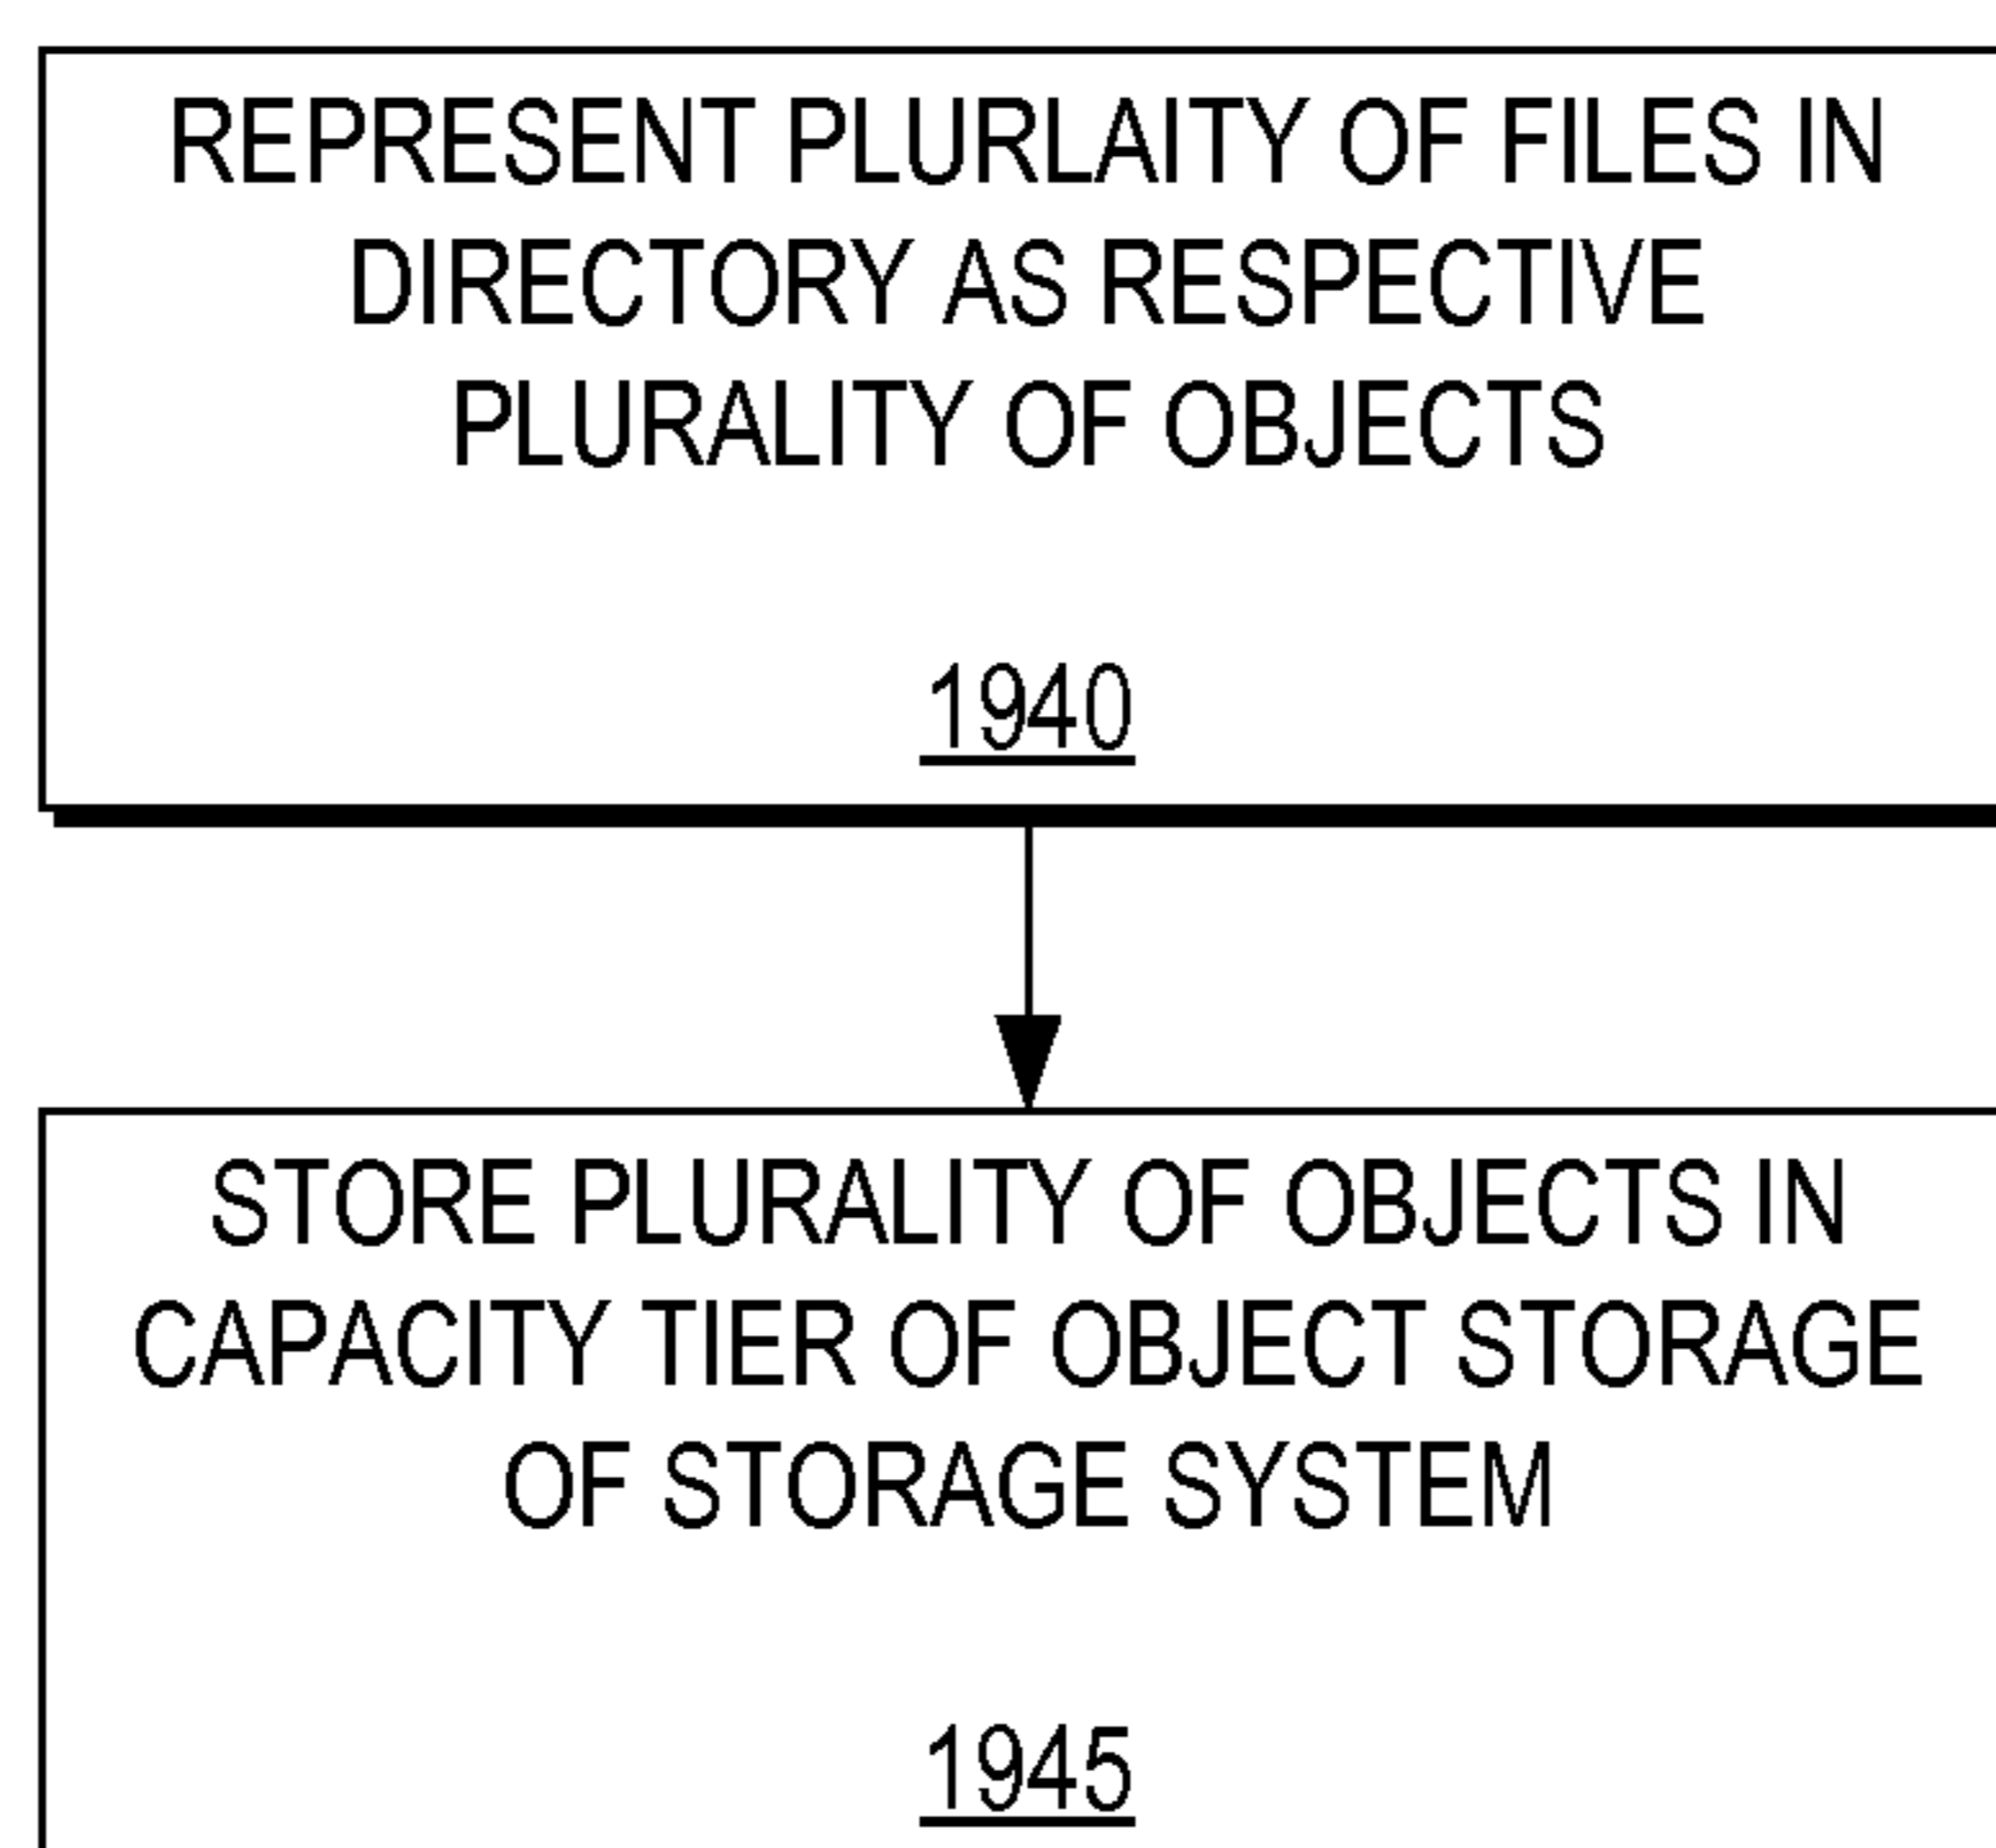 REPRESENT PLURLAITY OF FILES IN
DIRECTORY AS RESPECTIVE
PLURALITY OF OBJECTS
1940
STORE PLURALITY OF OBJECTS IN
CAPACITY TIER OF OBJECT STORAGE
OF STORAGE SYSTEM
1945